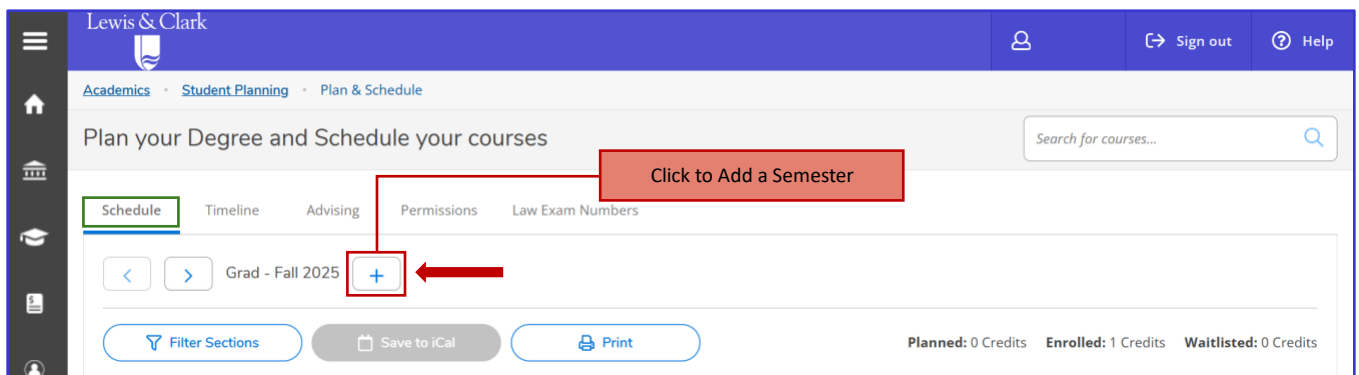 Lewis & Clark
Sign out
Help
Academics · Student Planning · Plan & Schedule
Plan your Degree and Schedule your courses
Search for courses...
Click to Add a Semester
Schedule Timeline Advising Permissions Law Exam Numbers
< > Grad - Fall 2025 +
Filter Sections Save to iCal Print Planned: 0 Credits Enrolled: 1 Credits Waitlisted: 0 Credits